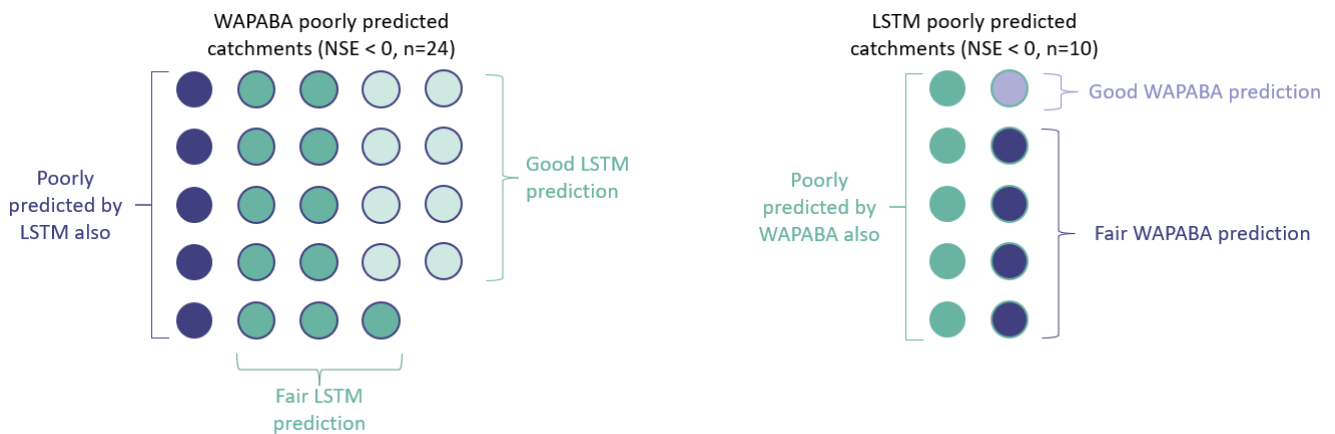 WAPABA poorly predicted
catchments (NSE < 0, n=24)
Poorly
predicted by
LSTM also
Good LSTM
prediction
Fair LSTM
prediction
LSTM poorly predicted
catchments (NSE < 0, n=10)
Good WAPABA prediction
Poorly
predicted by
WAPABA also
Fair WAPABA prediction